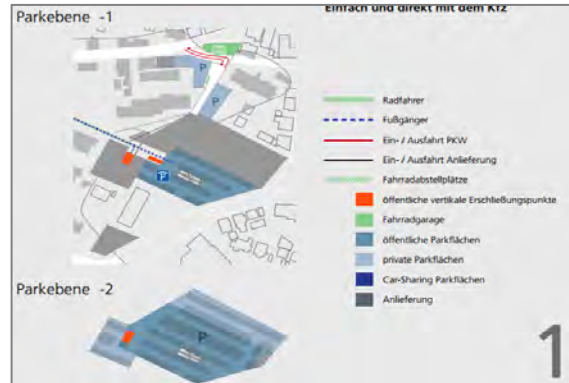 Parkebene -1
Einfach und direkt mit dem Kfz
P
P
P
Radfahrer
Fußgänger
Ein- / Ausfahrt PKW
Ein- / Ausfahrt Anlieferung
Fahrradabstellplätze
öffentliche vertikale Erschließungspunkte
Fahrradgarage
öffentliche Parkflächen
private Parkflächen
Car-Sharing Parkflächen
Anlieferung
Parkebene -2
P
1